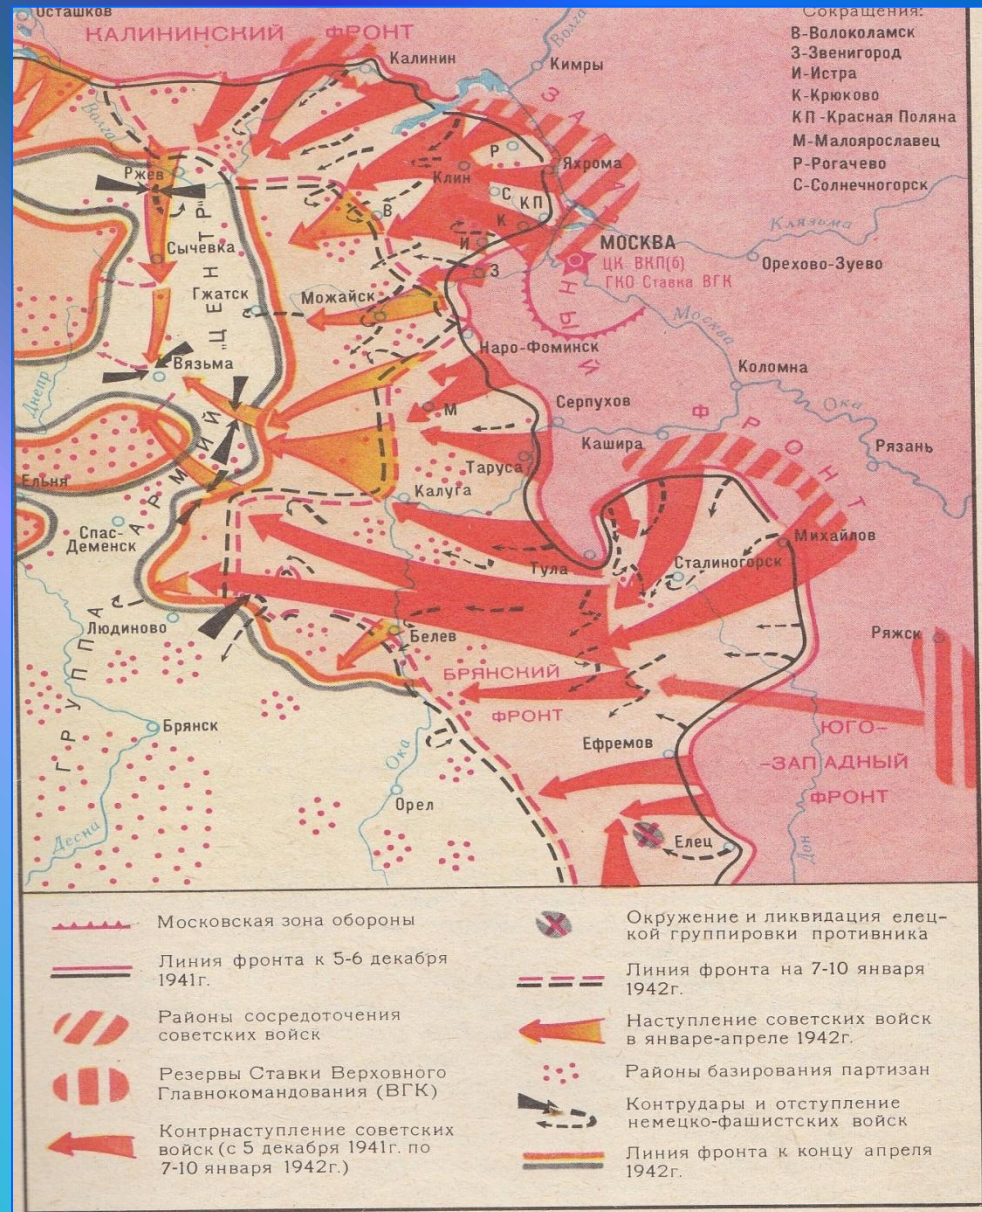 Осташков
КАЛИНИНСКИЙ ФРОНТ
Волга
Калинин
Кимры
Сокращения:
В-Волоколамск
З-Звенигород
И-Истра
К-Крюково
КП-Красная Поляна
М-Малоярославец
Р-Рогачево
С-Солнечногорск
ЗАПАДНЫЙ ФРОНТ
Волга
Р
Яхрома
Ржев
Клин
С
КП
В
К
Клязьма
Сычевка
И
МОСКВА
ЦК ВКП(б)
ГКО Ставка ВГК
Орехово-Зуево
З
Гжатск
Можайск
Москва
ГРУППА АРМИЙ "ЦЕНТР"
Наро-Фоминск
Вязьма
Коломна
Днепр
М
Серпухов
Ока
Кашира
Рязань
Таруса
Ельня
Калуга
Спас-
Деменск
Михайлов
Тула
Сталиногорск
Людиново
Белев
Ряжск
БРЯНСКИЙ
ФРОНТ
Брянск
ЮГО-
-ЗАПАДНЫЙ
ФРОНТ
Ефремов
Ока
Орел
Десна
Елец
Дон
Московская зона обороны
Линия фронта к 5-6 декабря
1941г.
Районы сосредоточения
советских войск
Резервы Ставки Верховного
Главнокомандования (ВГК)
Контрнаступление советских
войск (с 5 декабря 1941г. по
7-10 января 1942г.)
Окружение и ликвидация елец-
кой группировки противника
Линия фронта на 7-10 января
1942г.
Наступление советских войск
в январе-апреле 1942г.
Районы базирования партизан
Контрудары и отступление
немецко-фашистских войск
Линия фронта к концу апреля
1942г.